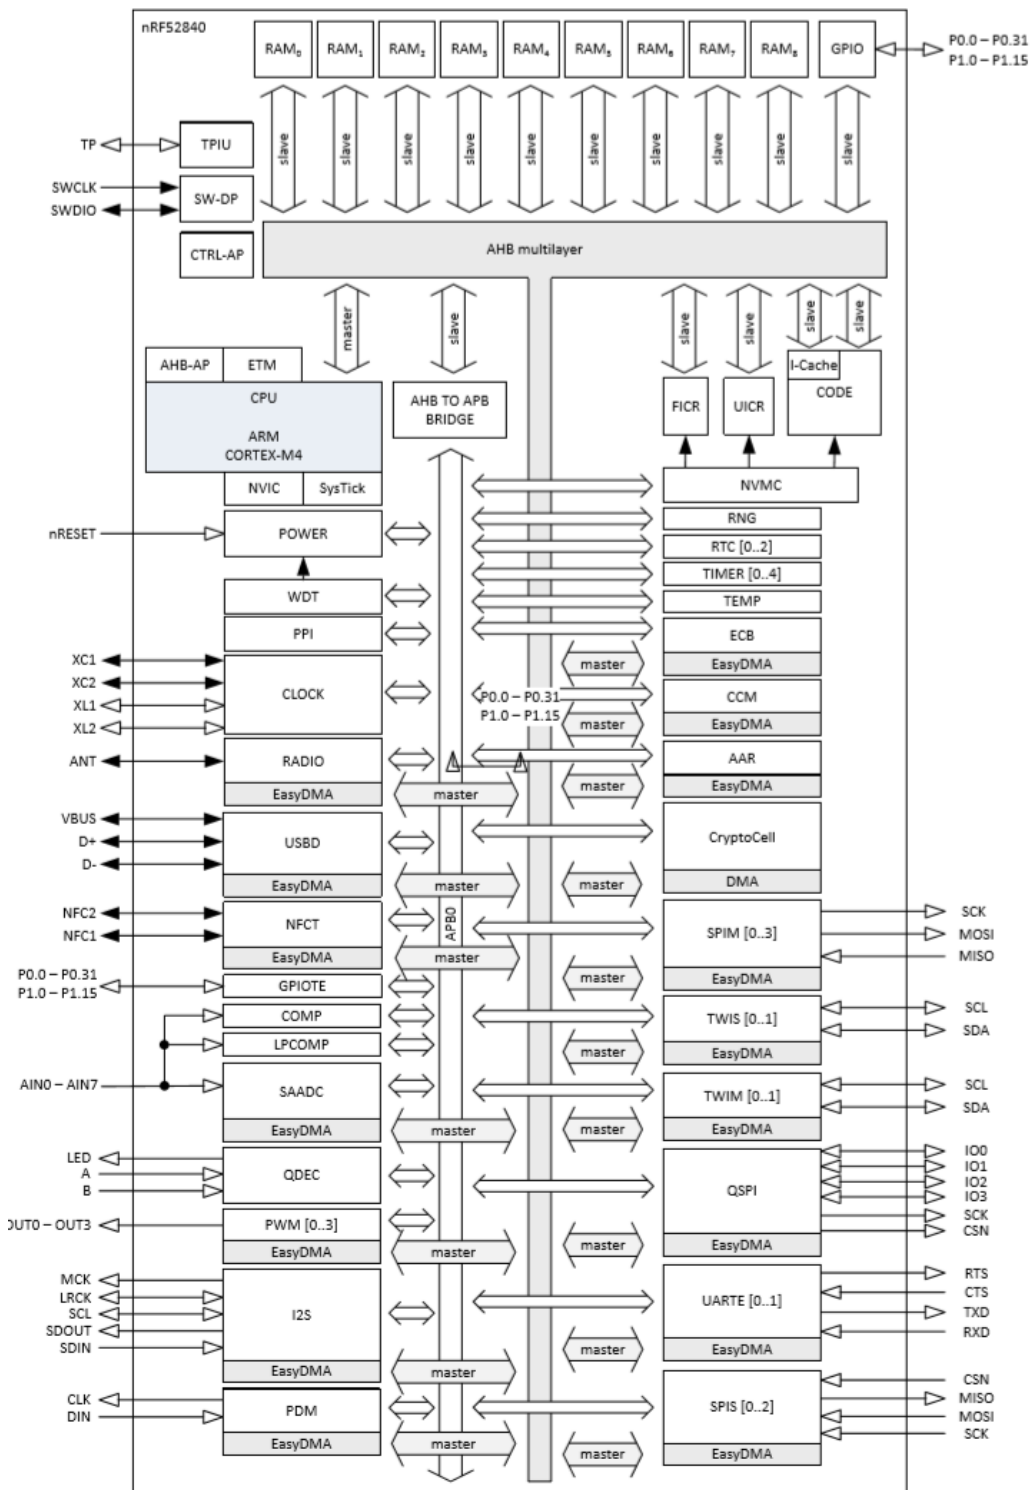 nRF52840
RAM0 RAM1 RAM2 RAM3 RAM4 RAM5 RAM6 RAM7 RAM8 GPIO
P0.0 – P0.31
P1.0 – P1.15
slave slave slave slave slave slave slave slave slave slave
TP
TPIU
SWCLK
SWDIO
SW-DP
CTRL-AP
AHB multilayer
master
slave
slave
slave
slave
slave
AHB-AP
ETM
CPU
ARM
CORTEX-M4
NVIC
SysTick
AHB TO APB
BRIDGE
FICR
UICR
I-Cache
CODE
NVMC
nRESET
POWER
WDT
PPI
XC1
XC2
XL1
XL2
CLOCK
ANT
RADIO
EasyDMA
master
VBUS
D+
D-
USBD
EasyDMA
master
NFC2
NFC1
NFCT
EasyDMA
master
P0.0 – P0.31
P1.0 – P1.15
GPIOTE
COMP
LPCOMP
AIN0 – AIN7
SAADC
EasyDMA
master
LED
A
B
QDEC
OUT0 – OUT3
PWM [0..3]
EasyDMA
master
MCK
LRCK
SCL
SDOUT
SDIN
I2S
EasyDMA
master
CLK
DIN
PDM
EasyDMA
master
APB0
P0.0 – P0.31
P1.0 – P1.15
RNG
RTC [0..2]
TIMER [0..4]
TEMP
ECB
master
EasyDMA
CCM
master
EasyDMA
AAR
master
EasyDMA
CryptoCell
master
DMA
SPIM [0..3]
master
EasyDMA
SCK
MOSI
MISO
TWIS [0..1]
master
EasyDMA
SCL
SDA
TWIM [0..1]
master
EasyDMA
SCL
SDA
QSPI
master
EasyDMA
IO0
IO1
IO2
IO3
SCK
CSN
UARTE [0..1]
master
EasyDMA
RTS
CTS
TXD
RXD
SPIS [0..2]
master
EasyDMA
CSN
MISO
MOSI
SCK